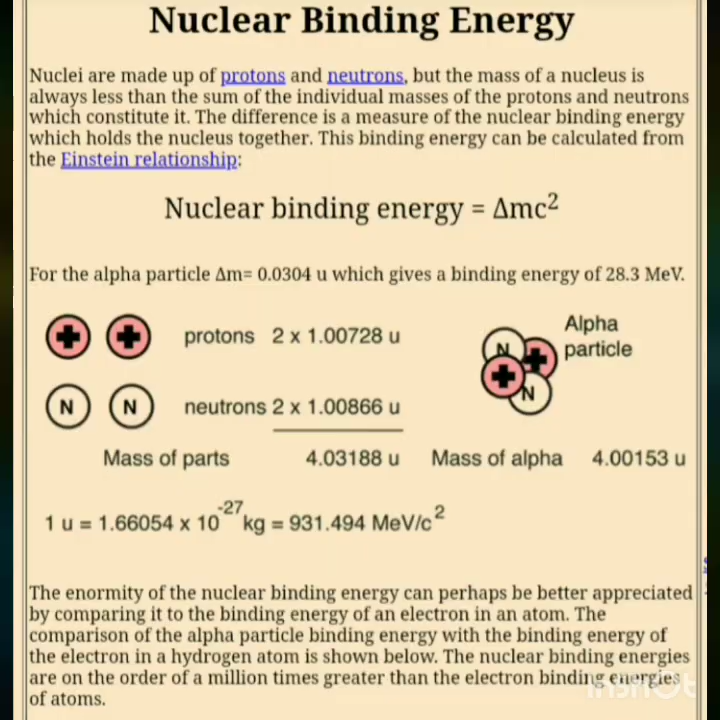 Nuclear Binding Energy
Nuclei are made up of protons and neutrons, but the mass of a nucleus is
always less than the sum of the individual masses of the protons and neutrons
which constitute it. The difference is a measure of the nuclear binding energy
which holds the nucleus together. This binding energy can be calculated from
the Einstein relationship:
Nuclear binding energy = Δmc²
For the alpha particle Δm= 0.0304 u which gives a binding energy of 28.3 MeV.
protons 2 x 1.00728 u
Alpha
particle
N
N
N N neutrons 2 x 1.00866 u
Mass of parts 4.03188 u Mass of alpha 4.00153 u
1 u = 1.66054 x 10⁻²⁷ kg = 931.494 MeV/c²
The enormity of the nuclear binding energy can perhaps be better appreciated
by comparing it to the binding energy of an electron in an atom. The
comparison of the alpha particle binding energy with the binding energy of
the electron in a hydrogen atom is shown below. The nuclear binding energies
are on the order of a million times greater than the electron binding energies
of atoms.
InShOt